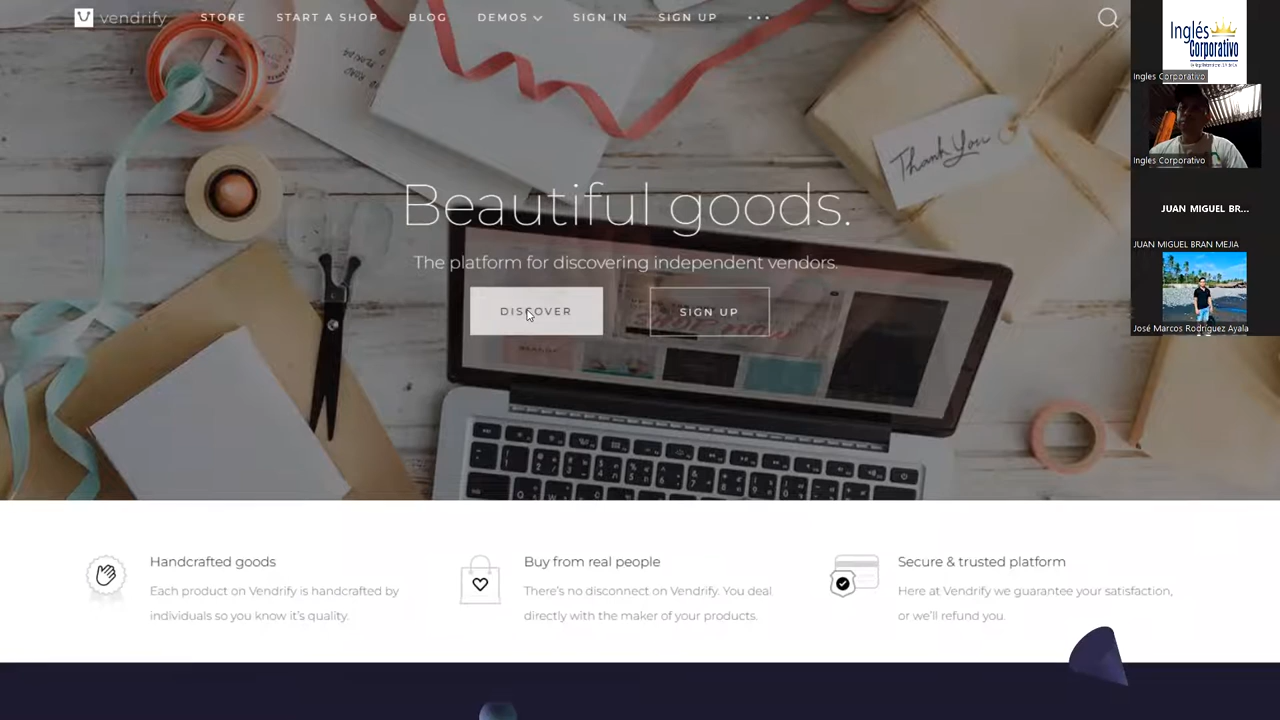 vendrify
STORE
START A SHOP
BLOG
DEMOS
SIGN IN
SIGN UP
Thank You
Beautiful goods.
The platform for discovering independent vendors.
DISCOVER
SIGN UP
Handcrafted goods
Each product on Vendrify is handcrafted by
individuals so you know it's quality.
Buy from real people
There's no disconnect on Vendrify. You deal
directly with the maker of your products.
Secure & trusted platform
Here at Vendrify we guarantee your satisfaction,
or we'll refund you.
Inglés
Corporativo
Ingles Corporativo
Ingles Corporativo
JUAN MIGUEL BR...
JUAN MIGUEL BRAN MEJIA
José Marcos Rodríguez Ayala